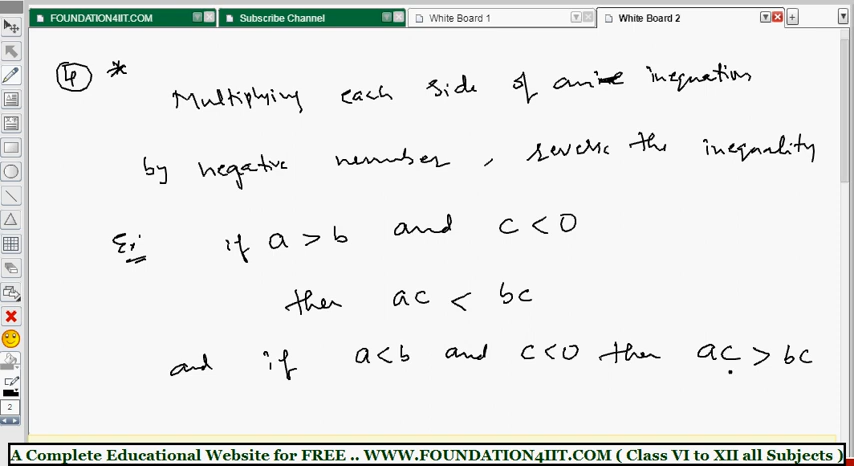 FOUNDATION4IIT.COM
Subscribe Channel
White Board 1
White Board 2
4 *
Multiplying each side of an inequation
by negative number, reverse the inequality
Ex: if a > b and c < 0
then ac < bc
and if a < b and c < 0 then ac > bc
2
A Complete Educational Website for FREE .. WWW.FOUNDATION4IIT.COM ( Class VI to XII all Subjects )